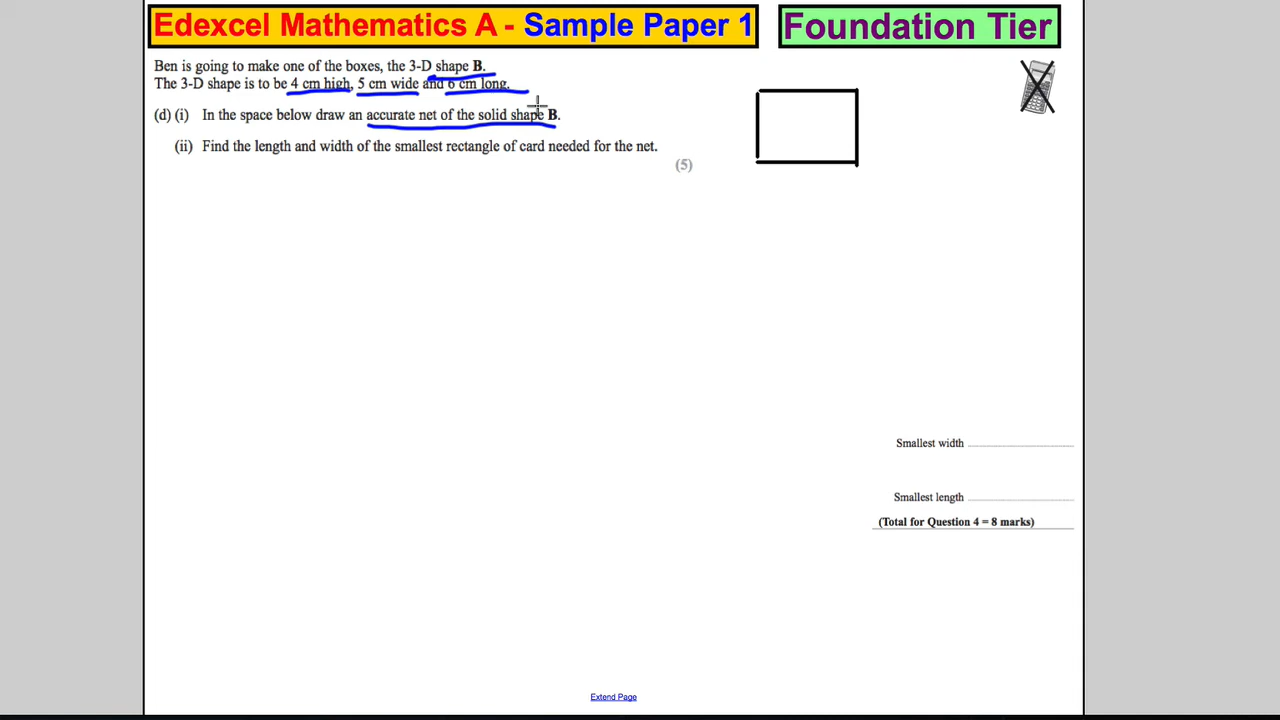 Edexcel Mathematics A - Sample Paper 1
Foundation Tier
Ben is going to make one of the boxes, the 3-D shape B.
The 3-D shape is to be 4 cm high, 5 cm wide and 6 cm long.
(d) (i) In the space below draw an accurate net of the solid shape B.
(ii) Find the length and width of the smallest rectangle of card needed for the net.
(5)
Smallest width
Smallest length
(Total for Question 4 = 8 marks)
Extend Page